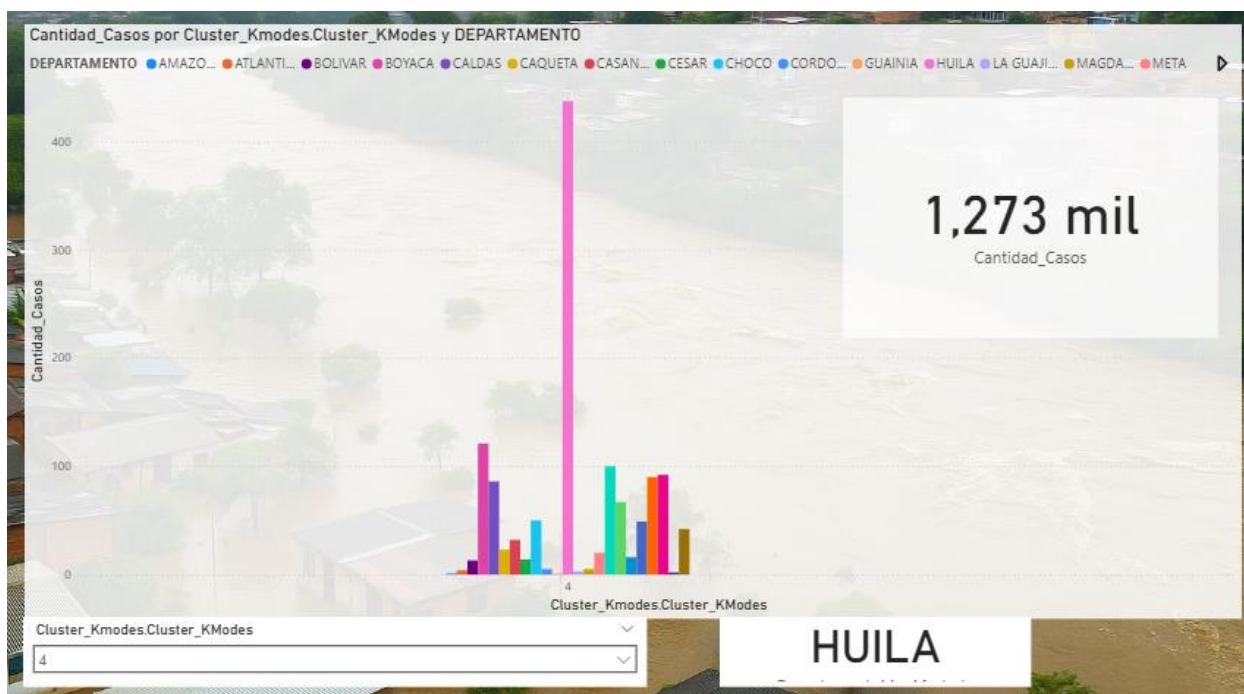 Cantidad_Casos por Cluster_Kmodes.Cluster_KModes y DEPARTAMENTO
DEPARTAMENTO AMAZO... ATLANTI... BOLIVAR BOYACA CALDAS CAQUETA CASAN... CESAR CHOCO CORDO... GUAINIA HUILA LA GUAJI... MAGDA... META
400
300
200
100
0
Cantidad_Casos
4
Cluster_Kmodes.Cluster_KModes
1,273 mil
Cantidad_Casos
Cluster_Kmodes.Cluster_KModes
4
HUILA